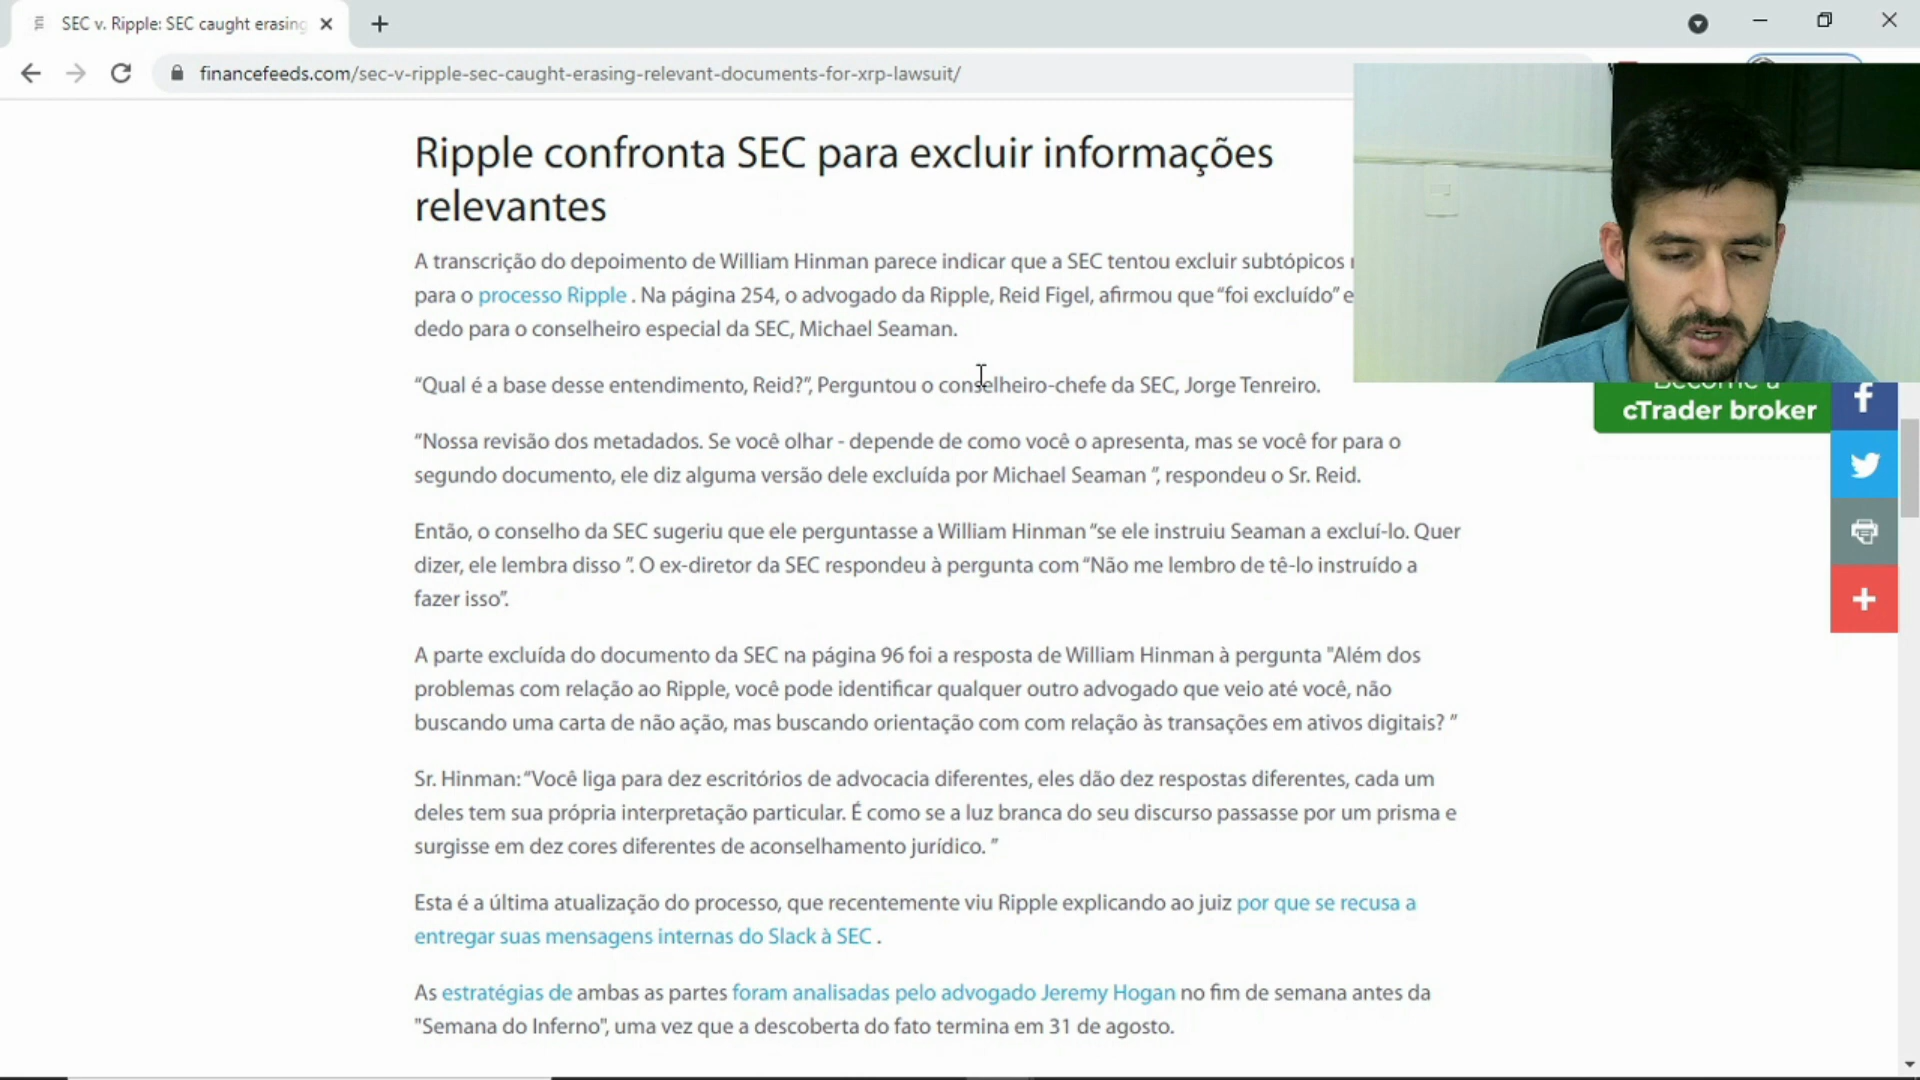 SEC v. Ripple: SEC caught erasing
financefeeds.com/sec-v-ripple-sec-caught-erasing-relevant-documents-for-xrp-lawsuit/
Ripple confronta SEC para excluir informações
relevantes
A transcrição do depoimento de William Hinman parece indicar que a SEC tentou excluir subtópicos
para o processo Ripple . Na página 254, o advogado da Ripple, Reid Figel, afirmou que “foi excluído” e
dedo para o conselheiro especial da SEC, Michael Seaman.
“Qual é a base desse entendimento, Reid?”, Perguntou o conselheiro-chefe da SEC, Jorge Tenreiro.
“Nossa revisão dos metadados. Se você olhar - depende de como você o apresenta, mas se você for para o
segundo documento, ele diz alguma versão dele excluída por Michael Seaman ”, respondeu o Sr. Reid.
Então, o conselho da SEC sugeriu que ele perguntasse a William Hinman “se ele instruiu Seaman a excluí-lo. Quer
dizer, ele lembra disso ”. O ex-diretor da SEC respondeu à pergunta com “Não me lembro de tê-lo instruído a
fazer isso”.
A parte excluída do documento da SEC na página 96 foi a resposta de William Hinman à pergunta "Além dos
problemas com relação ao Ripple, você pode identificar qualquer outro advogado que veio até você, não
buscando uma carta de não ação, mas buscando orientação com com relação às transações em ativos digitais? ”
Sr. Hinman: “Você liga para dez escritórios de advocacia diferentes, eles dão dez respostas diferentes, cada um
deles tem sua própria interpretação particular. É como se a luz branca do seu discurso passasse por um prisma e
surgisse em dez cores diferentes de aconselhamento jurídico. ”
Esta é a última atualização do processo, que recentemente viu Ripple explicando ao juiz por que se recusa a
entregar suas mensagens internas do Slack à SEC .
As estratégias de ambas as partes foram analisadas pelo advogado Jeremy Hogan no fim de semana antes da
"Semana do Inferno", uma vez que a descoberta do fato termina em 31 de agosto.
Become a
cTrader broker